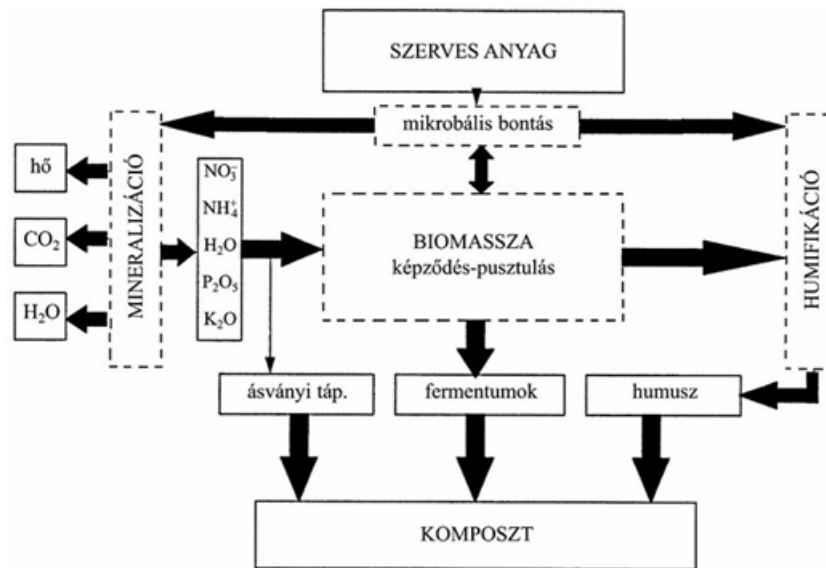 SZERVES ANYAG
mikrobális bontás
MINERALIZÁCIÓ
hő
CO₂
H₂O
NO₃⁻
NH₄⁺
H₂O
P₂O₅
K₂O
BIOMASSZA
képződés-pusztulás
HUMIFIKÁCIÓ
ásványi táp.
fermentumok
humusz
KOMPOSZT